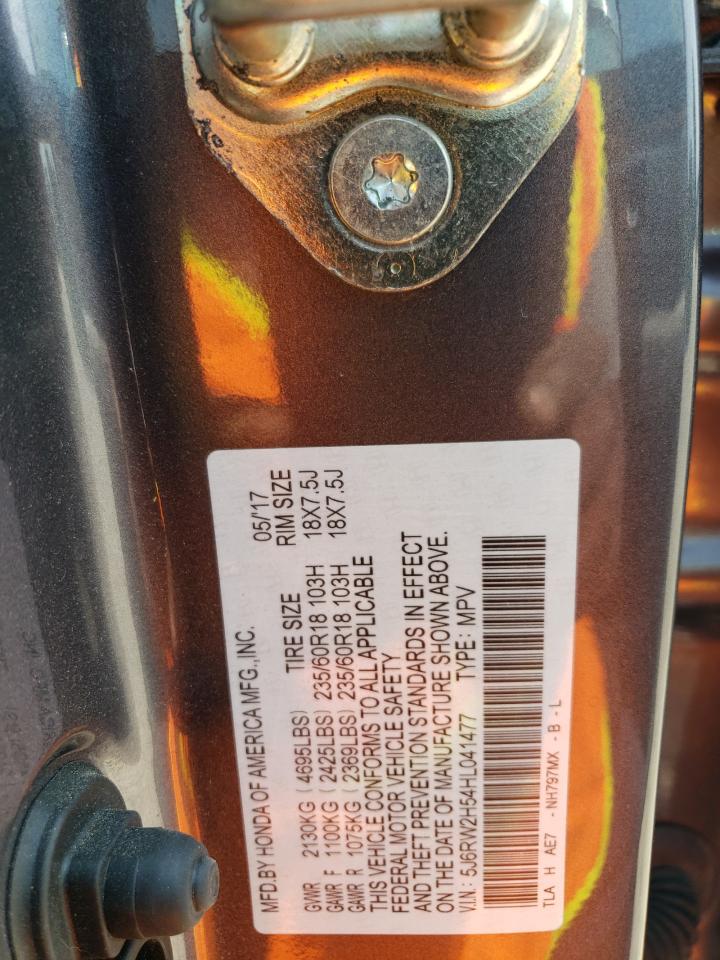 MFD.BY HONDA OF AMERICA MFG.,INC. 05/'17
TIRE SIZE RIM SIZE
GVWR 2130KG ( 4695LBS)
GAWR F 1100KG ( 2425LBS) 235/60R18 103H 18X7.5J
GAWR R 1075KG ( 2369LBS) 235/60R18 103H 18X7.5J
THIS VEHICLE CONFORMS TO ALL APPLICABLE
FEDERAL MOTOR VEHICLE SAFETY
AND THEFT PREVENTION STANDARDS IN EFFECT
ON THE DATE OF MANUFACTURE SHOWN ABOVE.
V.I.N: 5J6RW2H54HL041477 TYPE: MPV
TLA H AE7 - NH797MX - B - L